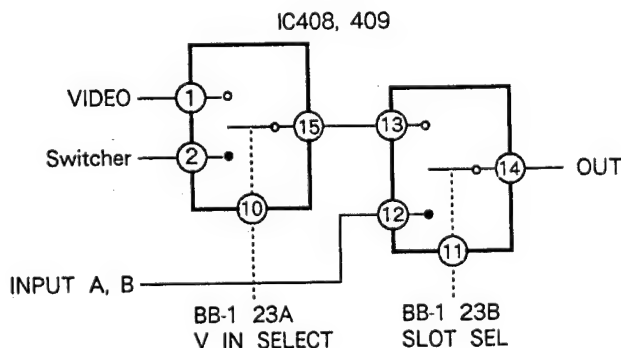 IC408, 409
VIDEO
1
15
13
Switcher
2
14
OUT
10
12
11
INPUT A, B
BB-1 23A
V IN SELECT
BB-1 23B
SLOT SEL